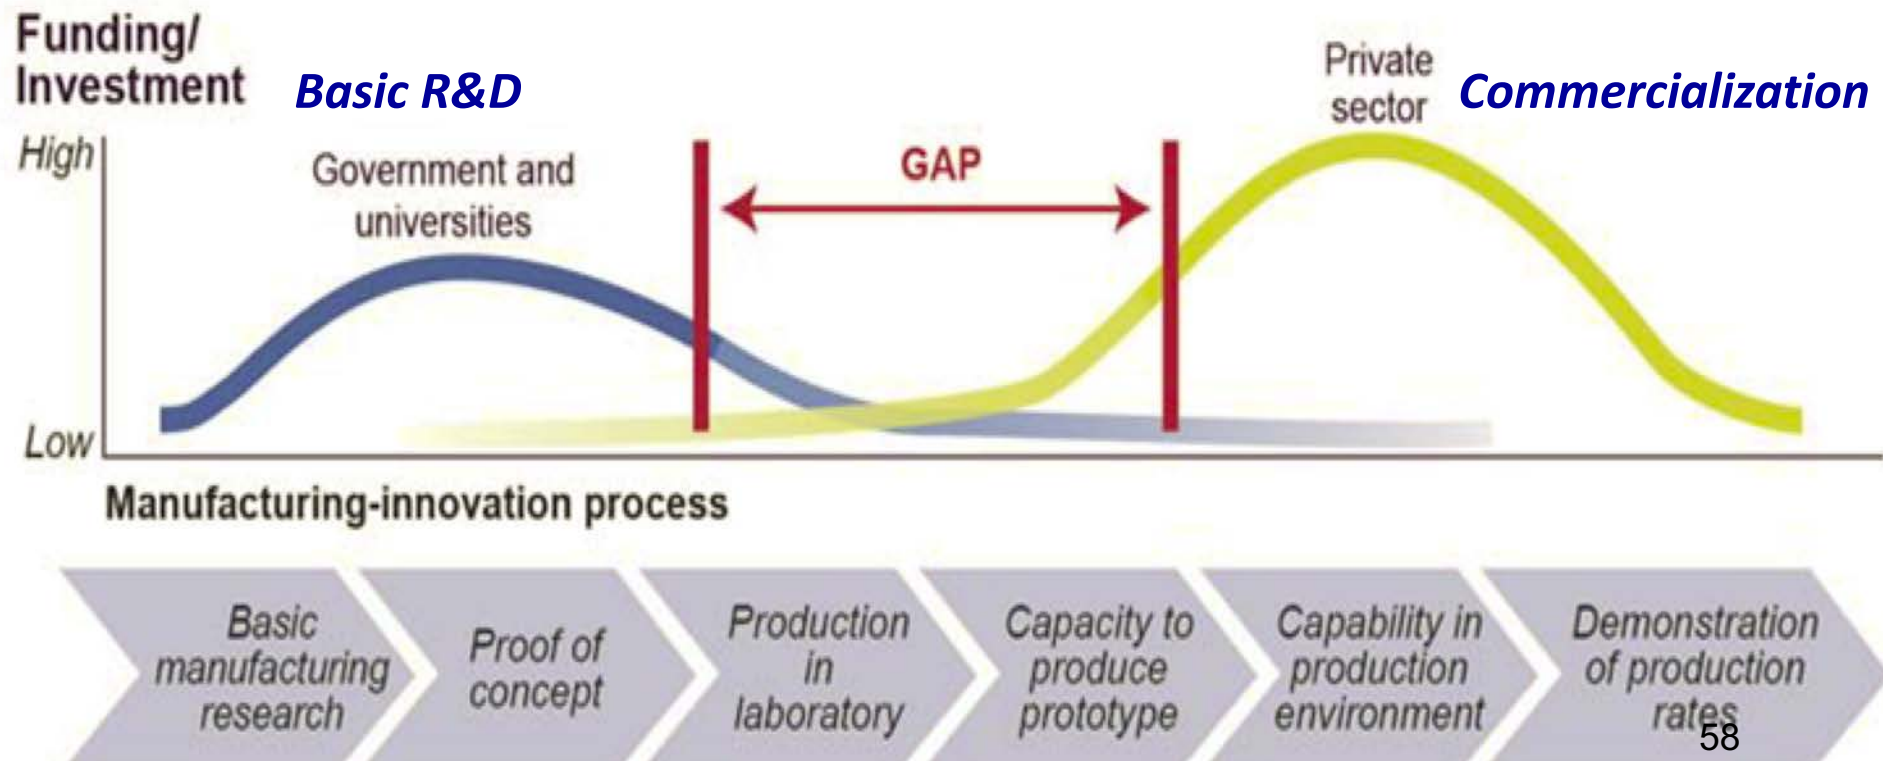 Funding/
Investment
Basic R&D
Private
sector
Commercialization
High
Government and
universities
GAP
Low
Manufacturing-innovation process
Basic
manufacturing
research
Proof of
concept
Production
in
laboratory
Capacity to
produce
prototype
Capability in
production
environment
Demonstration
of production
rates
58